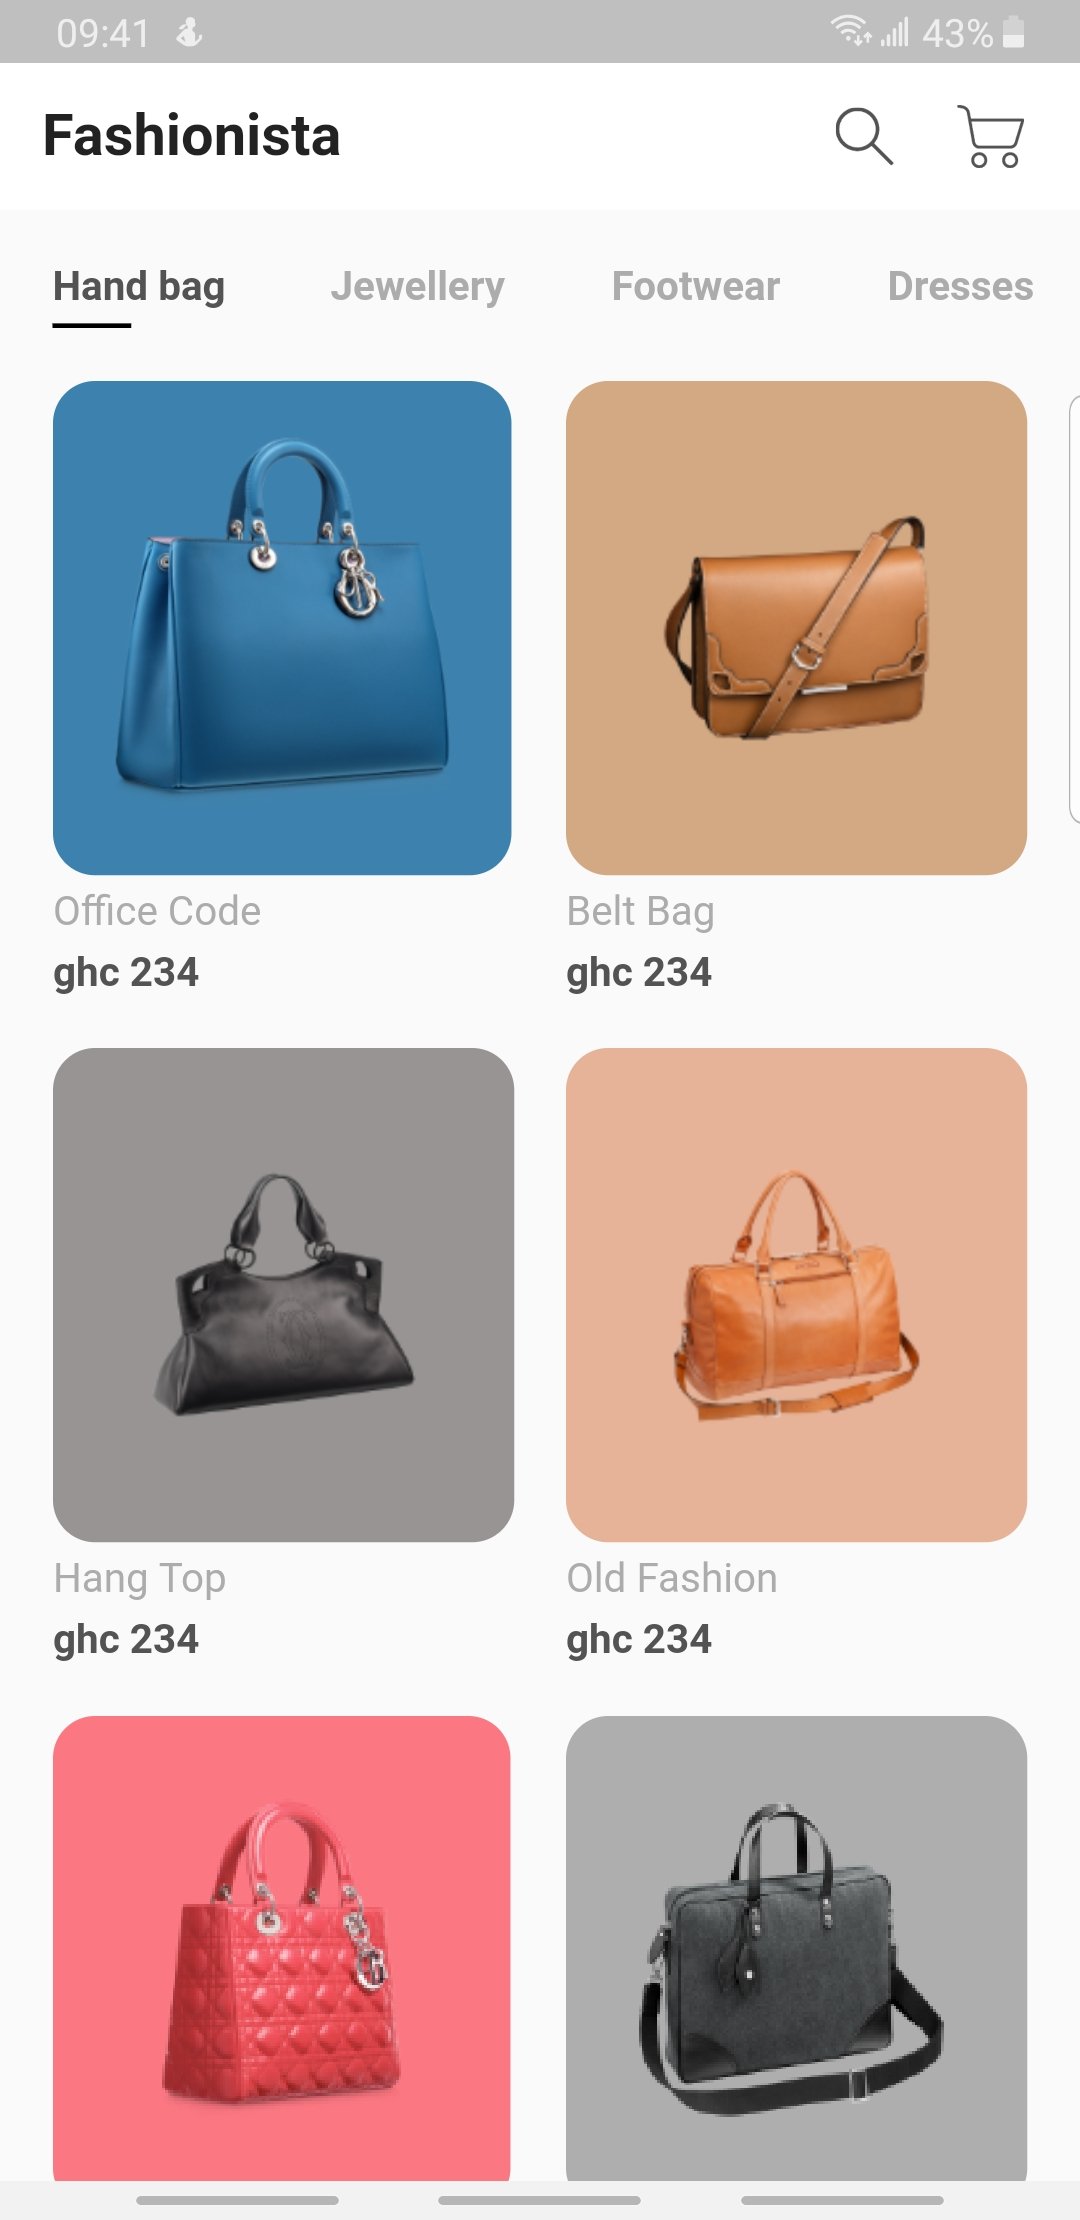 09:41 43%
Fashionista
Hand bag Jewellery Footwear Dresses
Office Code Belt Bag
ghc 234 ghc 234
Hang Top Old Fashion
ghc 234 ghc 234